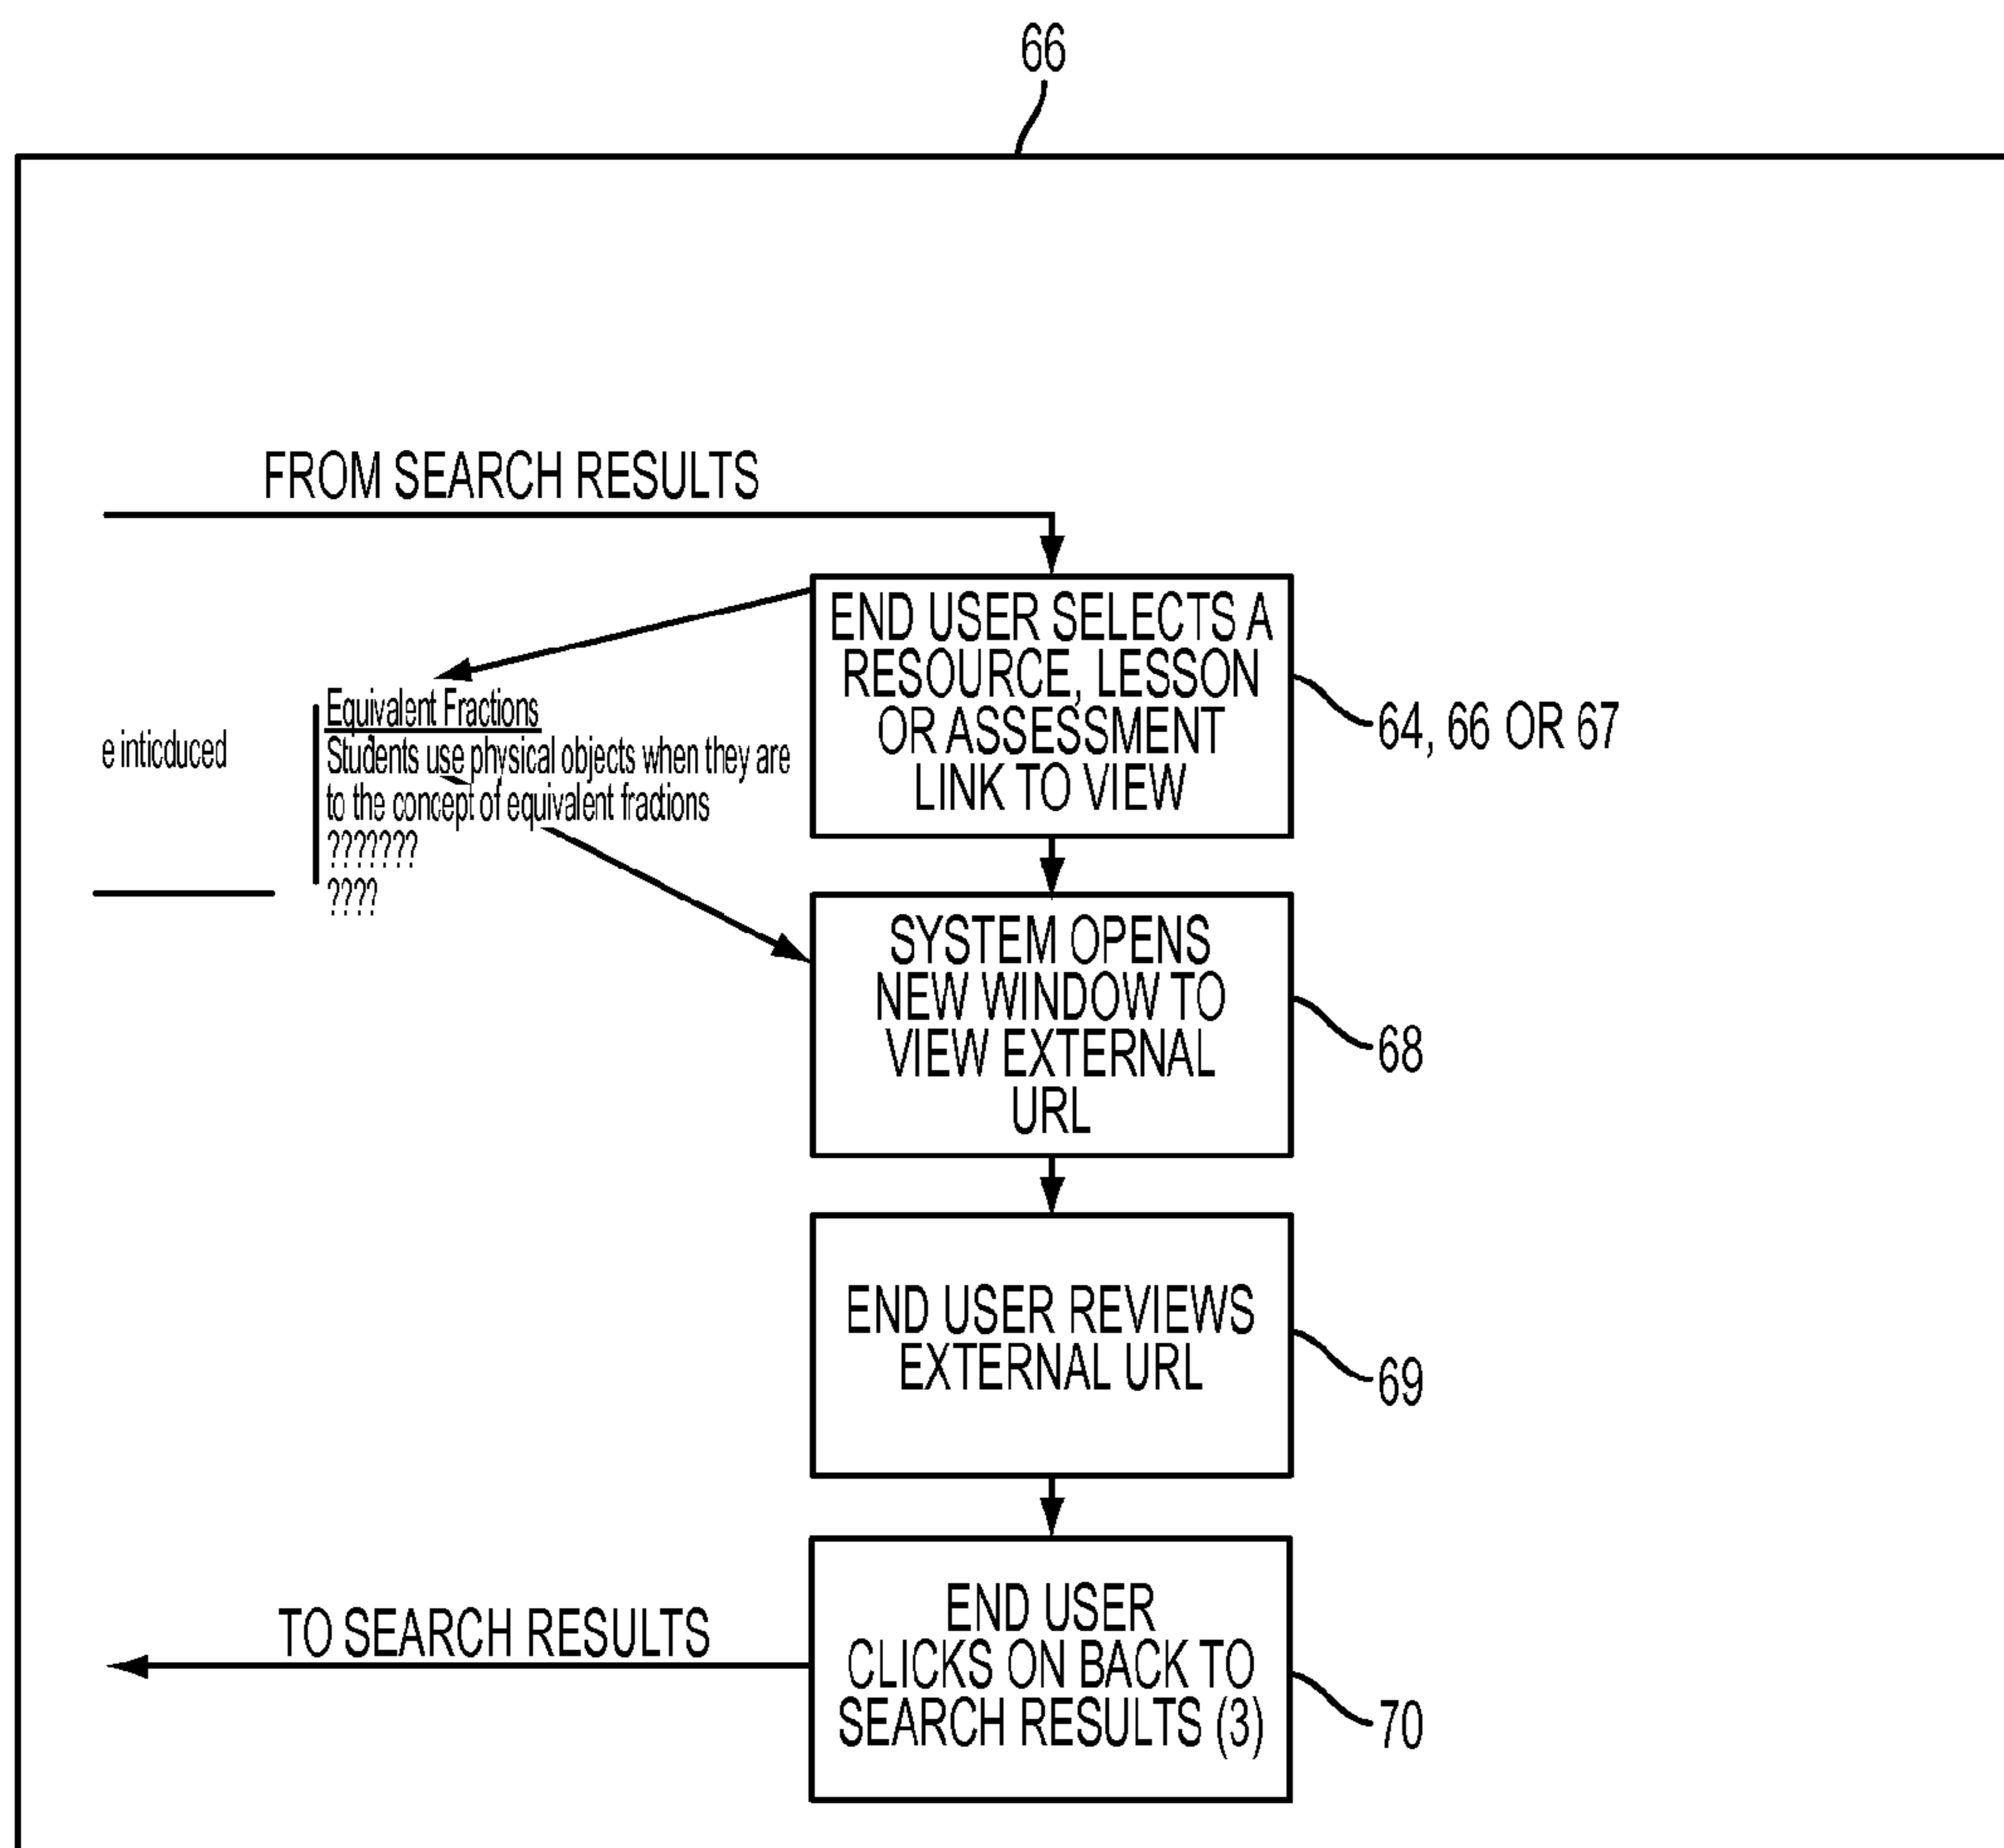 66
FROM SEARCH RESULTS
END USER SELECTS A
RESOURCE, LESSON
OR ASSESSMENT
LINK TO VIEW
64, 66 OR 67
e inticduced
Equivalent Fractions
Students use physical objects when they are
to the concept of equivalent fractions
???????
????
SYSTEM OPENS
NEW WINDOW TO
VIEW EXTERNAL
URL
68
END USER REVIEWS
EXTERNAL URL
69
TO SEARCH RESULTS
END USER
CLICKS ON BACK TO
SEARCH RESULTS (3)
70